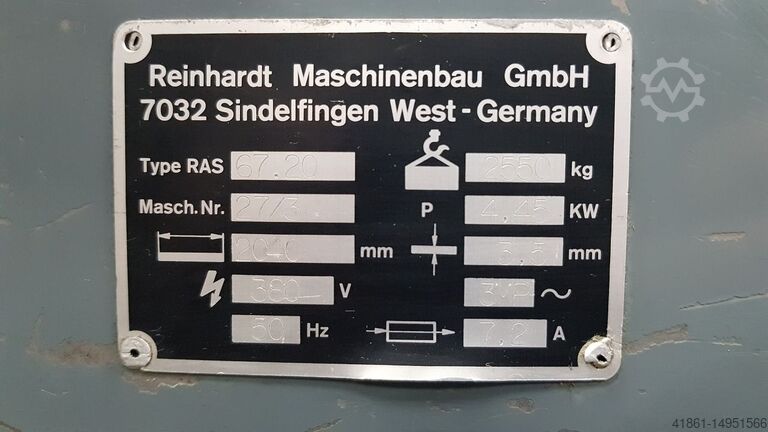 Reinhardt Maschinenbau GmbH
7032 Sindelfingen West-Germany
Type RAS 67.20 2550 kg
Masch.Nr. 27/3 P 4,45 KW
2040 mm 3,5 mm
380 V 3VP ~
50 Hz 7,2 A
41861-14951566